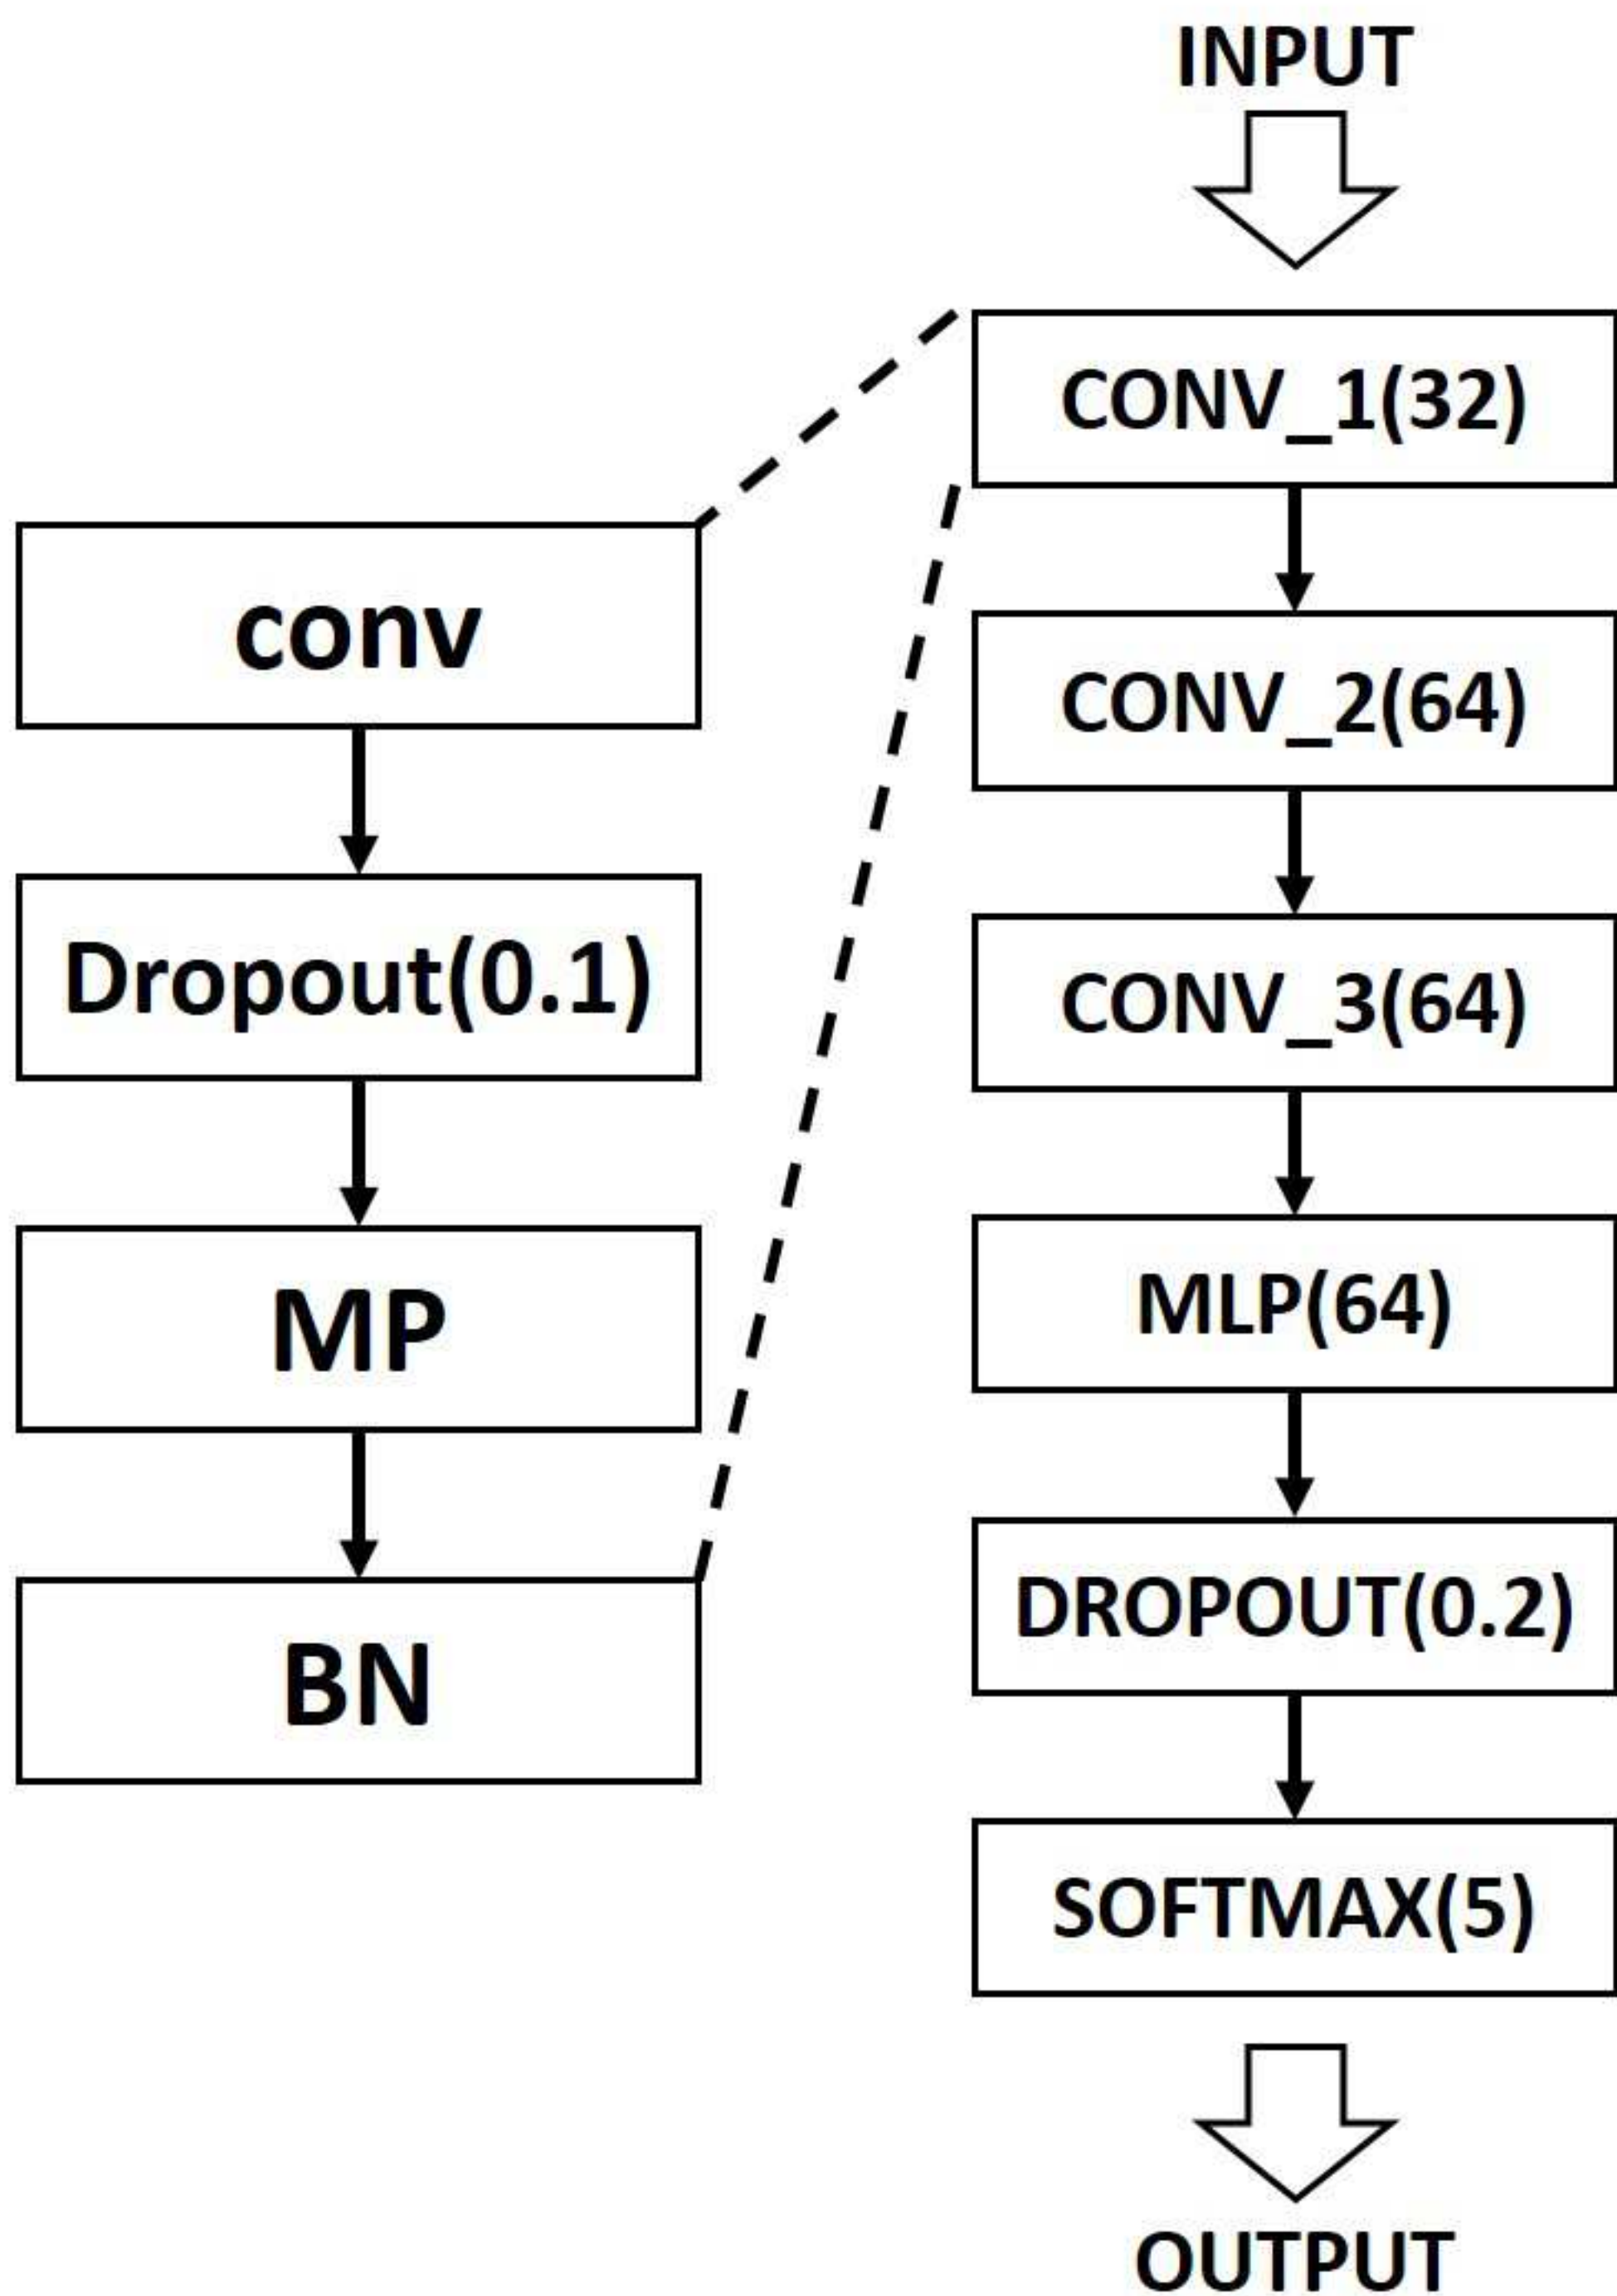 INPUT
CONV_1(32)
CONV_2(64)
CONV_3(64)
MLP(64)
DROPOUT(0.2)
SOFTMAX(5)
OUTPUT
conv
Dropout(0.1)
MP
BN